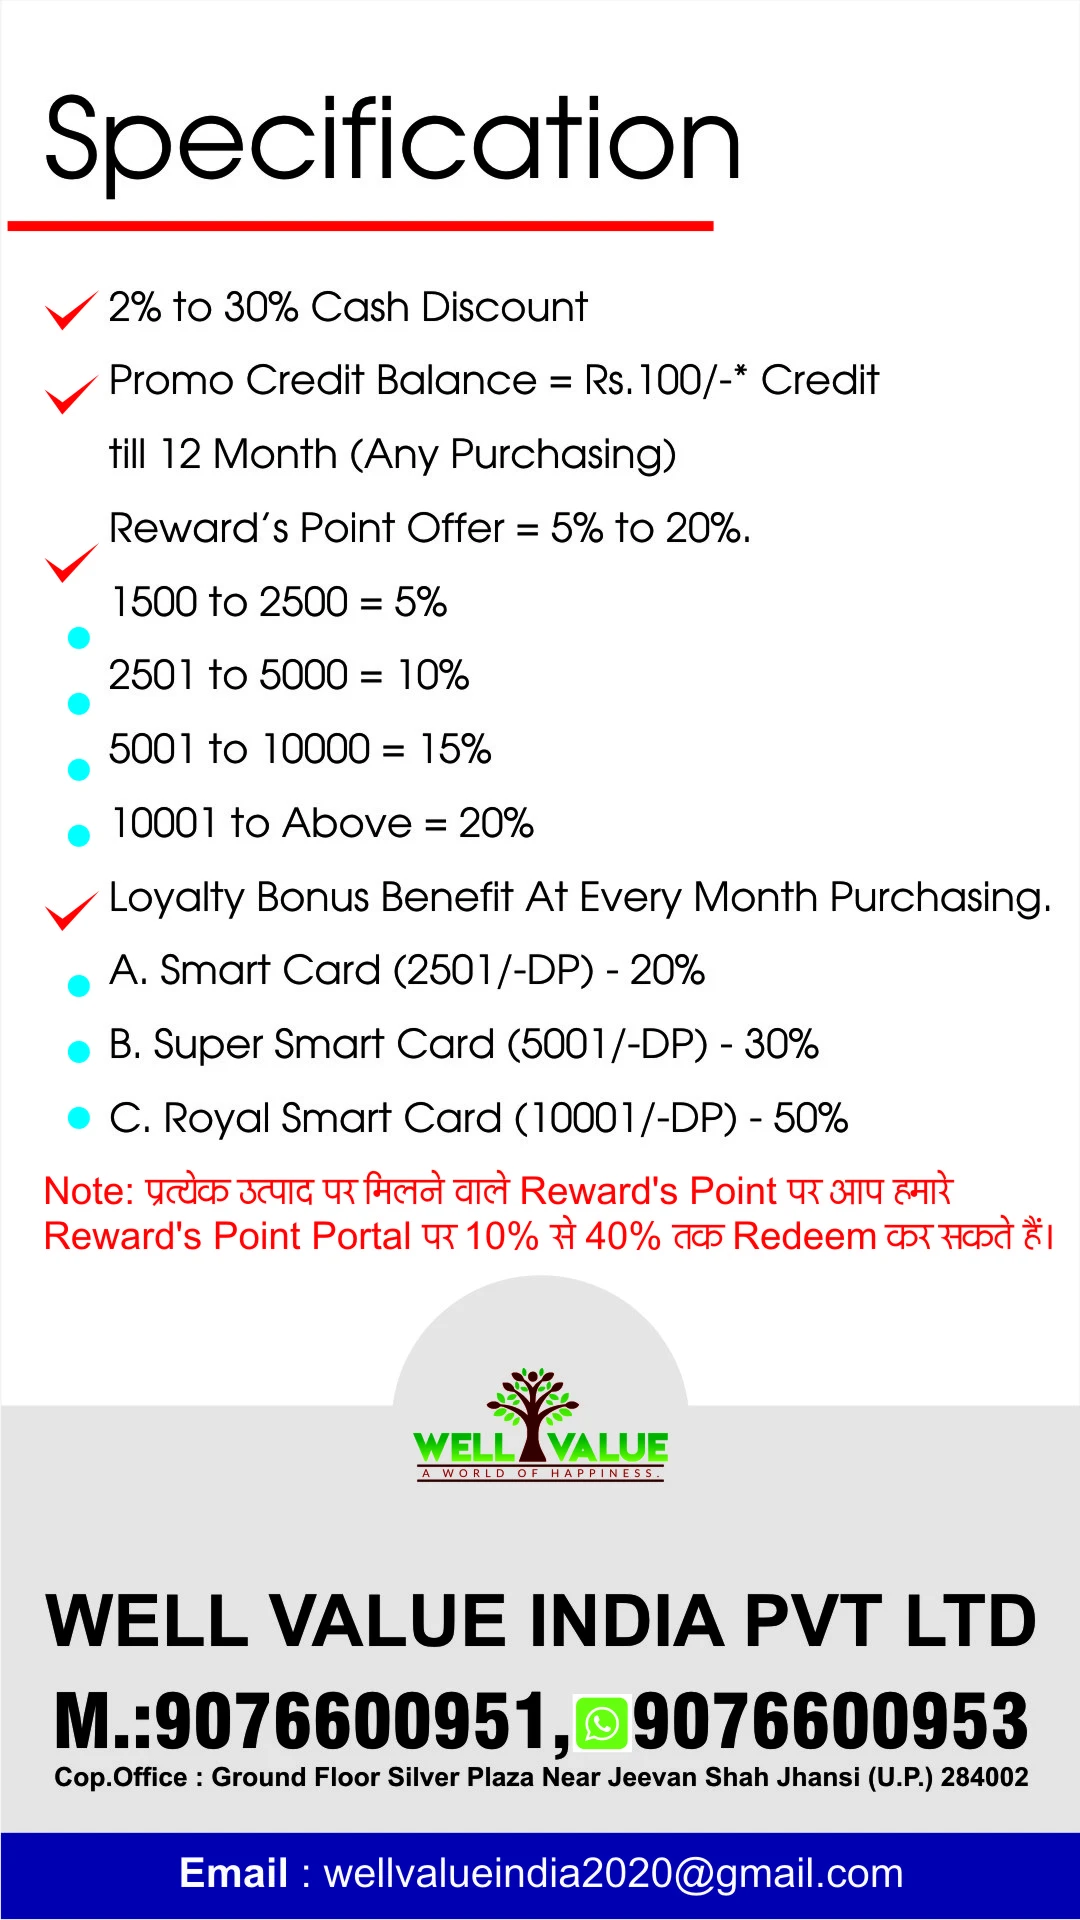 Specification
2% to 30% Cash Discount
Promo Credit Balance = Rs.100/-* Credit
till 12 Month (Any Purchasing)
Reward’s Point Offer = 5% to 20%.
1500 to 2500 = 5%
2501 to 5000 = 10%
5001 to 10000 = 15%
10001 to Above = 20%
Loyalty Bonus Benefit At Every Month Purchasing.
A. Smart Card (2501/-DP) - 20%
B. Super Smart Card (5001/-DP) - 30%
C. Royal Smart Card (10001/-DP) - 50%
Note: प्रत्येक उत्पाद पर मिलने वाले Reward's Point पर आप हमारे
Reward's Point Portal पर 10% से 40% तक Redeem कर सकते हैं।
WELL VALUE
A WORLD OF HAPPINESS.
WELL VALUE INDIA PVT LTD
M.:9076600951, 9076600953
Cop.Office : Ground Floor Silver Plaza Near Jeevan Shah Jhansi (U.P.) 284002
Email : wellvalueindia2020@gmail.com